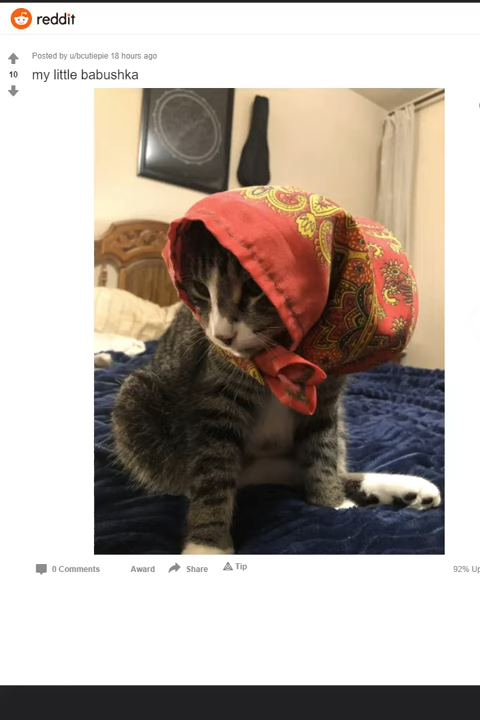 reddit
Posted by u/bcutiepie 18 hours ago
10
my little babushka
0 Comments
Award
Share
Tip
92% Up